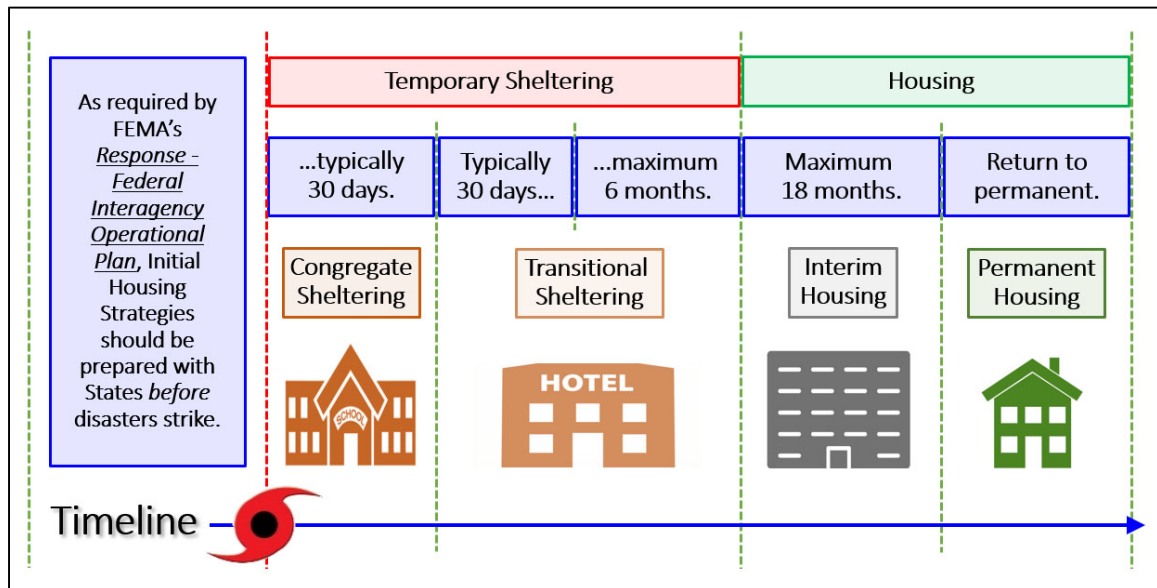 As required by
FEMA's
Response -
Federal
Interagency
Operational
Plan, Initial
Housing
Strategies
should be
prepared with
States before
disasters strike.
Temporary Sheltering
Housing
...typically
30 days.
Typically
30 days...
...maximum
6 months.
Maximum
18 months.
Return to
permanent.
Congregate
Sheltering
Transitional
Sheltering
Interim
Housing
Permanent
Housing
SCHOOL
HOTEL
Timeline